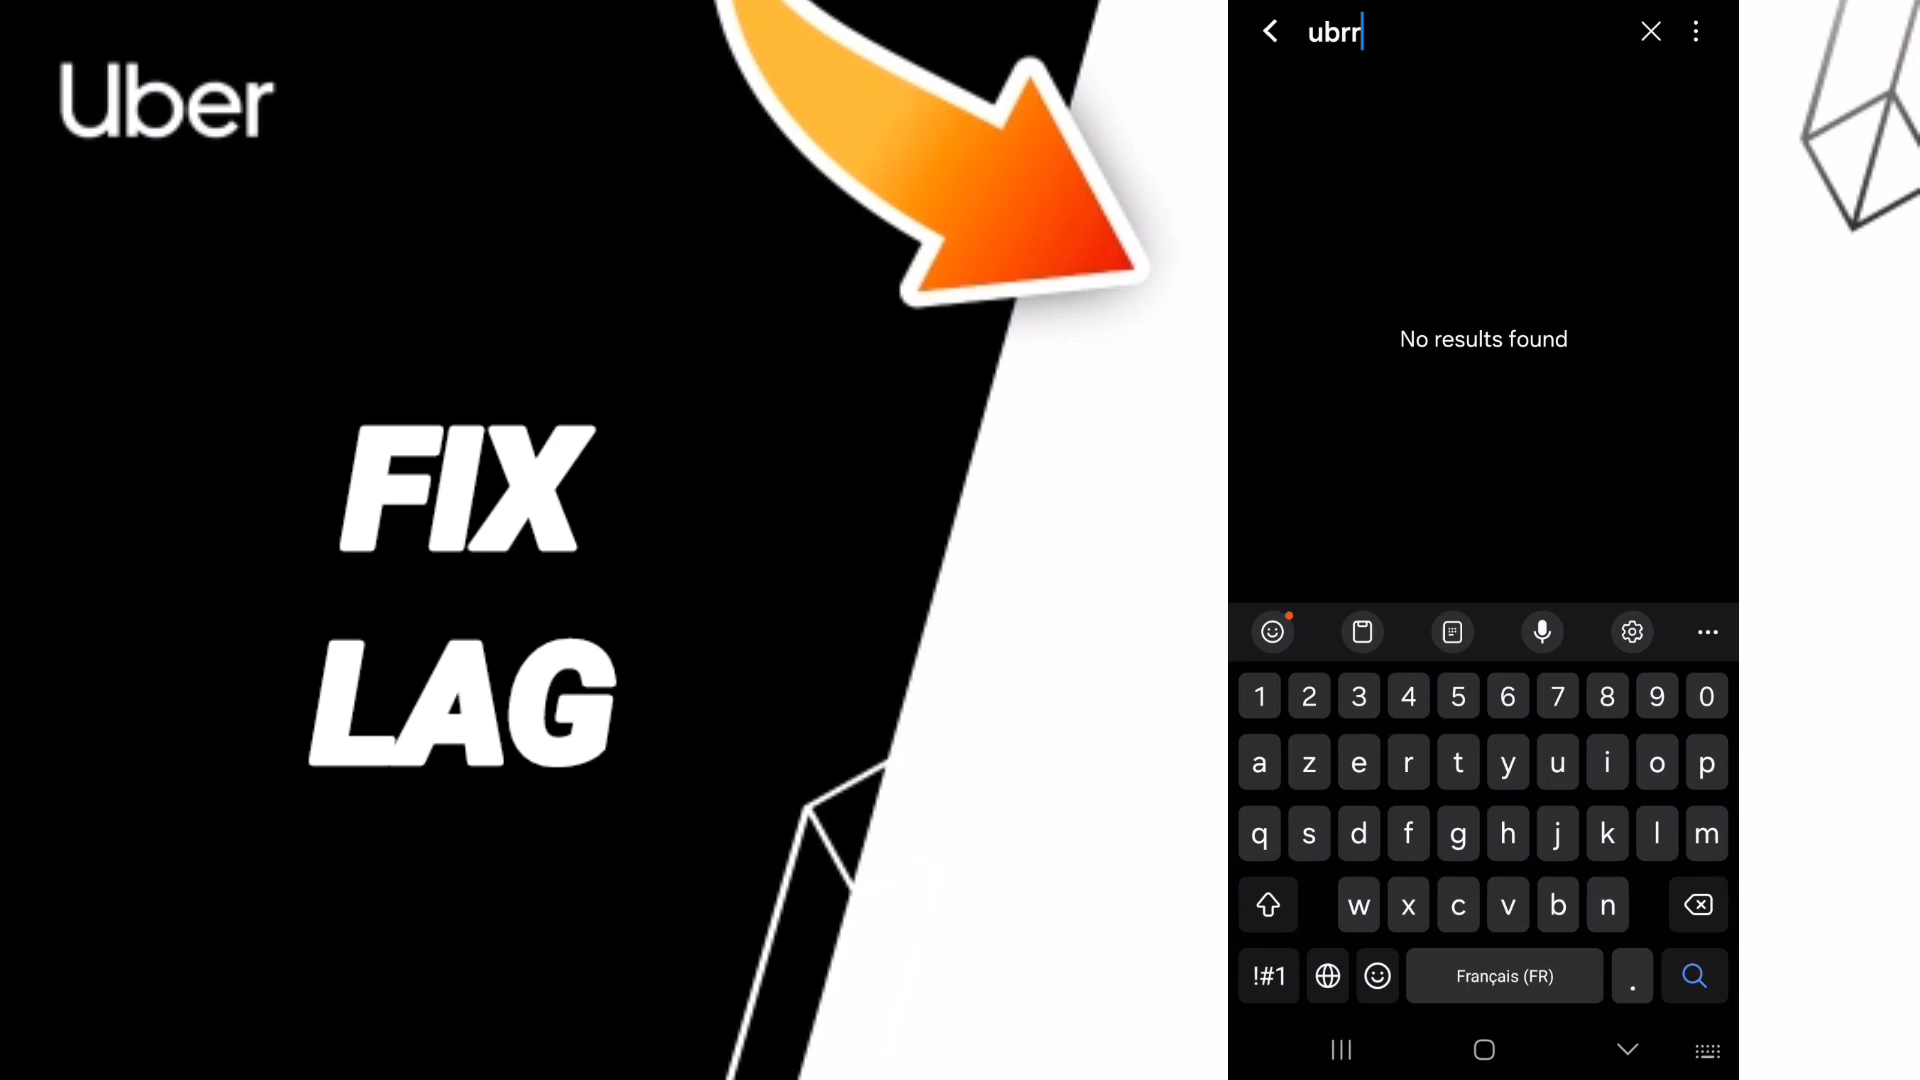 Uber
FIX
LAG
ubrr
No results found
1 2 3 4 5 6 7 8 9 0
a z e r t y u i o p
q s d f g h j k l m
w x c v b n
!#1 Français (FR) .